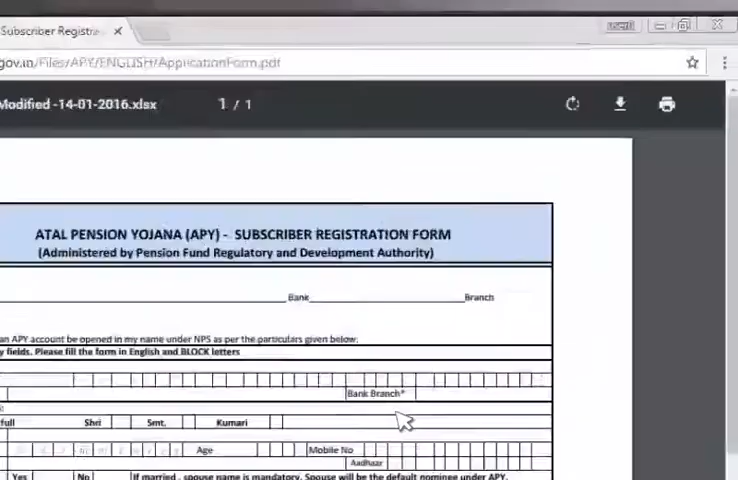 Subscriber Registra
gov.in/Files/APY/ENGLISH/ApplicationForm.pdf
Modified -14-01-2016.xlsx 1 / 1
ATAL PENSION YOJANA (APY) - SUBSCRIBER REGISTRATION FORM
(Administered by Pension Fund Regulatory and Development Authority)
Bank Branch
an APY account be opened in my name under NPS as per the particulars given below.
y fields. Please fill the form in English and BLOCK letters
Bank Branch*
full Shri Smt. Kumari
Age Mobile No
Aadhaar
Yes No If married, spouse name is mandatory. Spouse will be the default nominee under APY.